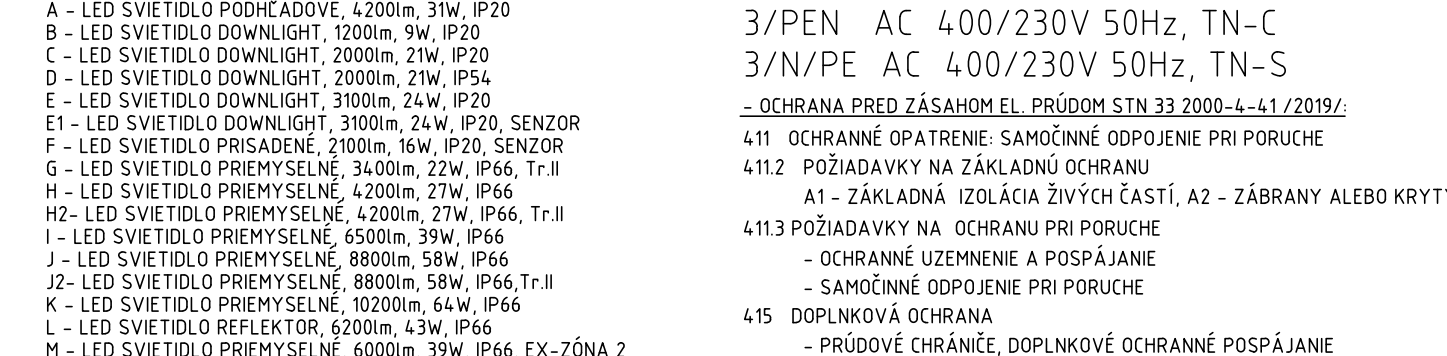 A - LED SVIETIDLO PODHĽADOVÉ, 4200lm, 31W, IP20
B - LED SVIETIDLO DOWNLIGHT, 1200lm, 9W, IP20
C - LED SVIETIDLO DOWNLIGHT, 2000lm, 21W, IP20
D - LED SVIETIDLO DOWNLIGHT, 2000lm, 21W, IP54
E - LED SVIETIDLO DOWNLIGHT, 3100lm, 24W, IP20
E1 - LED SVIETIDLO DOWNLIGHT, 3100lm, 24W, IP20, SENZOR
F - LED SVIETIDLO PRISADENÉ, 2100lm, 16W, IP20, SENZOR
G - LED SVIETIDLO PRIEMYSELNÉ, 3400lm, 22W, IP66, Tr.II
H - LED SVIETIDLO PRIEMYSELNÉ, 4200lm, 27W, IP66
H2- LED SVIETIDLO PRIEMYSELNÉ, 4200lm, 27W, IP66, Tr.II
I - LED SVIETIDLO PRIEMYSELNÉ, 6500lm, 39W, IP66
J - LED SVIETIDLO PRIEMYSELNÉ, 8800lm, 58W, IP66
J2- LED SVIETIDLO PRIEMYSELNÉ, 8800lm, 58W, IP66,Tr.II
K - LED SVIETIDLO PRIEMYSELNÉ, 10200lm, 64W, IP66
L - LED SVIETIDLO REFLEKTOR, 6200lm, 43W, IP66
M - LED SVIETIDLO PRIEMYSELNÉ, 6000lm, 39W, IP66, EX-ZÓNA 2
3/PEN AC 400/230V 50Hz, TN-C
3/N/PE AC 400/230V 50Hz, TN-S
- OCHRANA PRED ZÁSAHOM EL. PRÚDOM STN 33 2000-4-41 /2019/:
411 OCHRANNÉ OPATRENIE: SAMOČINNÉ ODPOJENIE PRI PORUCHE
411.2 POŽIADAVKY NA ZÁKLADNÚ OCHRANU
A1 - ZÁKLADNÁ IZOLÁCIA ŽIVÝCH ČASTÍ, A2 - ZÁBRANY ALEBO KRYTY
411.3 POŽIADAVKY NA OCHRANU PRI PORUCHE
- OCHRANNÉ UZEMNENIE A POSPÁJANIE
- SAMOČINNÉ ODPOJENIE PRI PORUCHE
415 DOPLNKOVÁ OCHRANA
- PRÚDOVÉ CHRÁNIČE, DOPLNKOVÉ OCHRANNÉ POSPÁJANIE